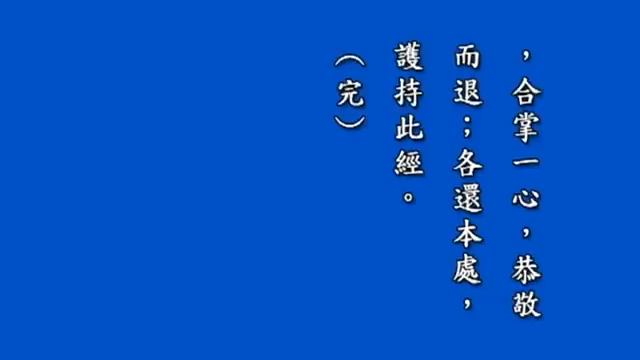 ，合掌一心，恭敬
而退；各還本處，
護持此經。
（完）